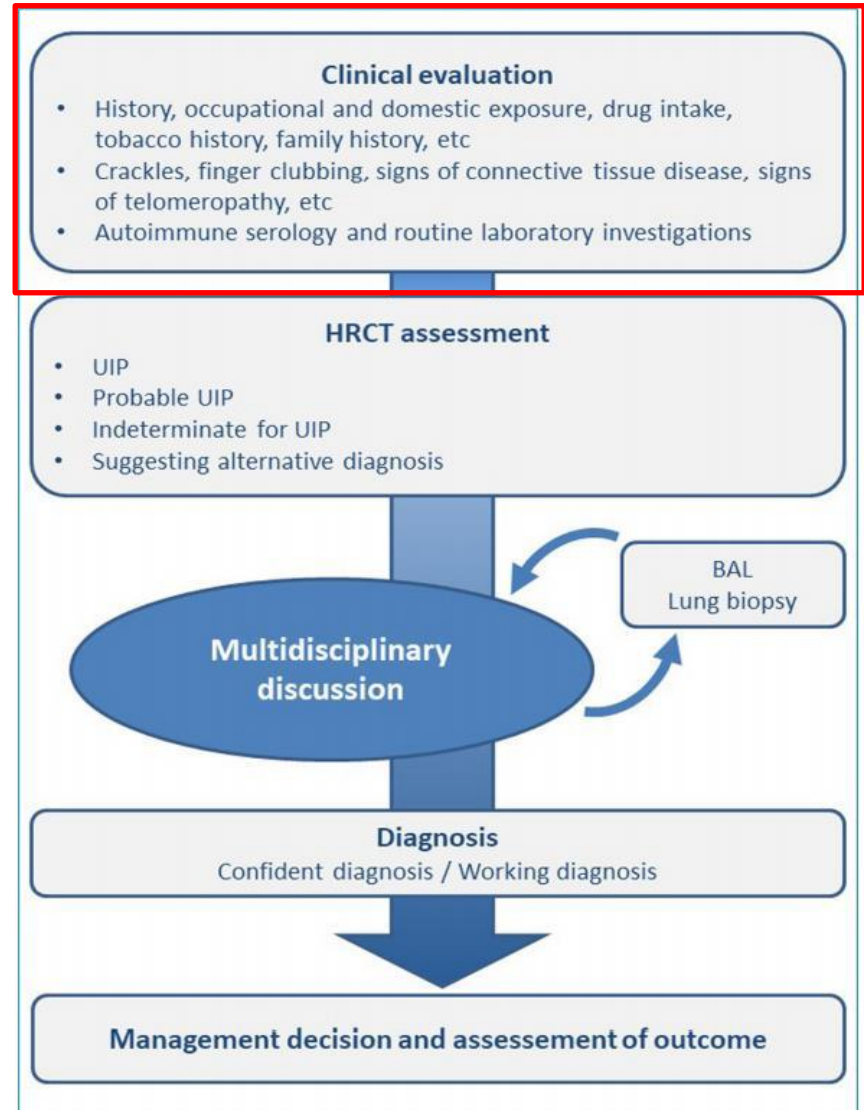 Clinical evaluation
• History, occupational and domestic exposure, drug intake,
tobacco history, family history, etc
• Crackles, finger clubbing, signs of connective tissue disease, signs
of telomeropathy, etc
• Autoimmune serology and routine laboratory investigations
HRCT assessment
• UIP
• Probable UIP
• Indeterminate for UIP
• Suggesting alternative diagnosis
BAL
Lung biopsy
Multidisciplinary
discussion
Diagnosis
Confident diagnosis / Working diagnosis
Management decision and assessement of outcome